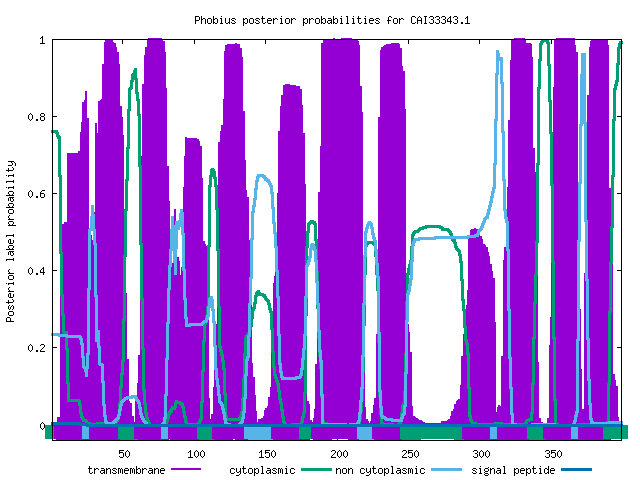 Phobius posterior probabilities for CAI33343.1
Posterior label probability
1
0.8
0.6
0.4
0.2
0
50 100 150 200 250 300 350
transmembrane cytoplasmic non cytoplasmic signal peptide